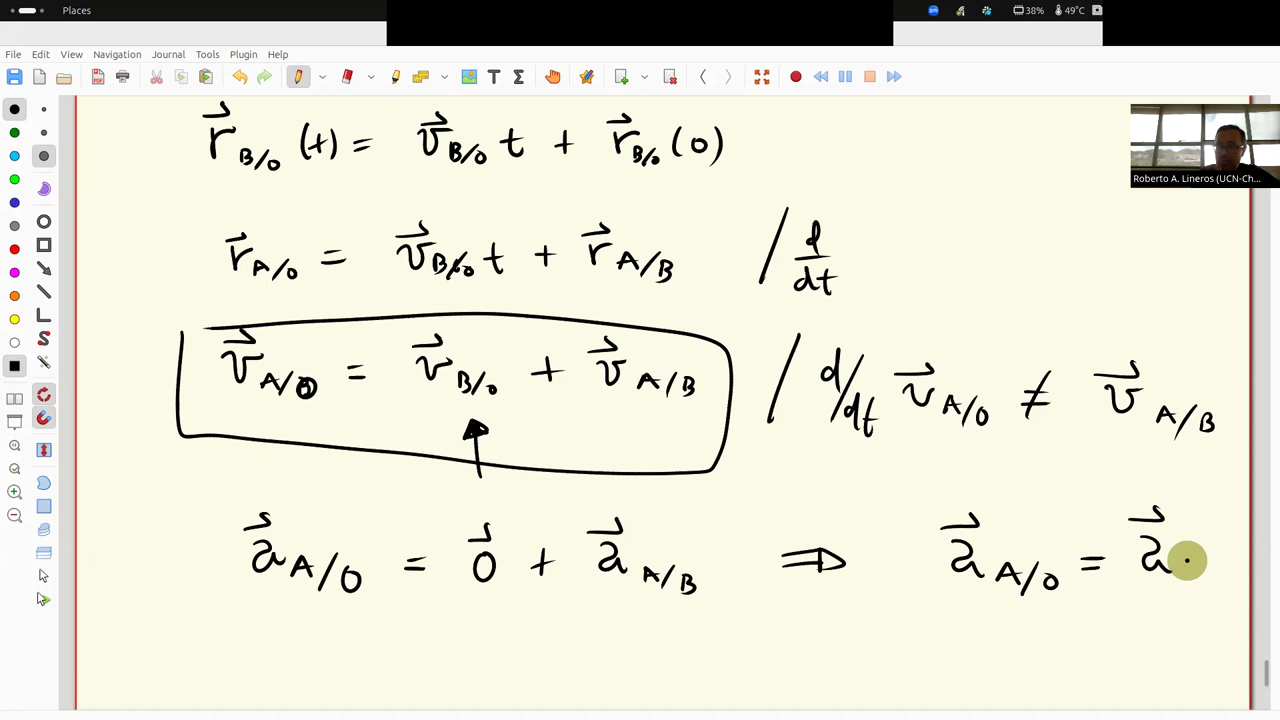 Places
38% 49°C
File Edit View Navigation Journal Tools Plugin Help
r⃗_{B/O} (t) = v⃗_{B/O} t + r⃗_{B/O} (0)
Roberto A. Lineros (UCN-Ch...
r⃗_{A/O} = v⃗_{B/O} t + r⃗_{A/B} / d/dt
v⃗_{A/O} = v⃗_{B/O} + v⃗_{A/B} / d/dt v⃗_{A/O} ≠ v⃗_{A/B}
a⃗_{A/O} = 0⃗ + a⃗_{A/B} ⇒ a⃗_{A/O} = a⃗